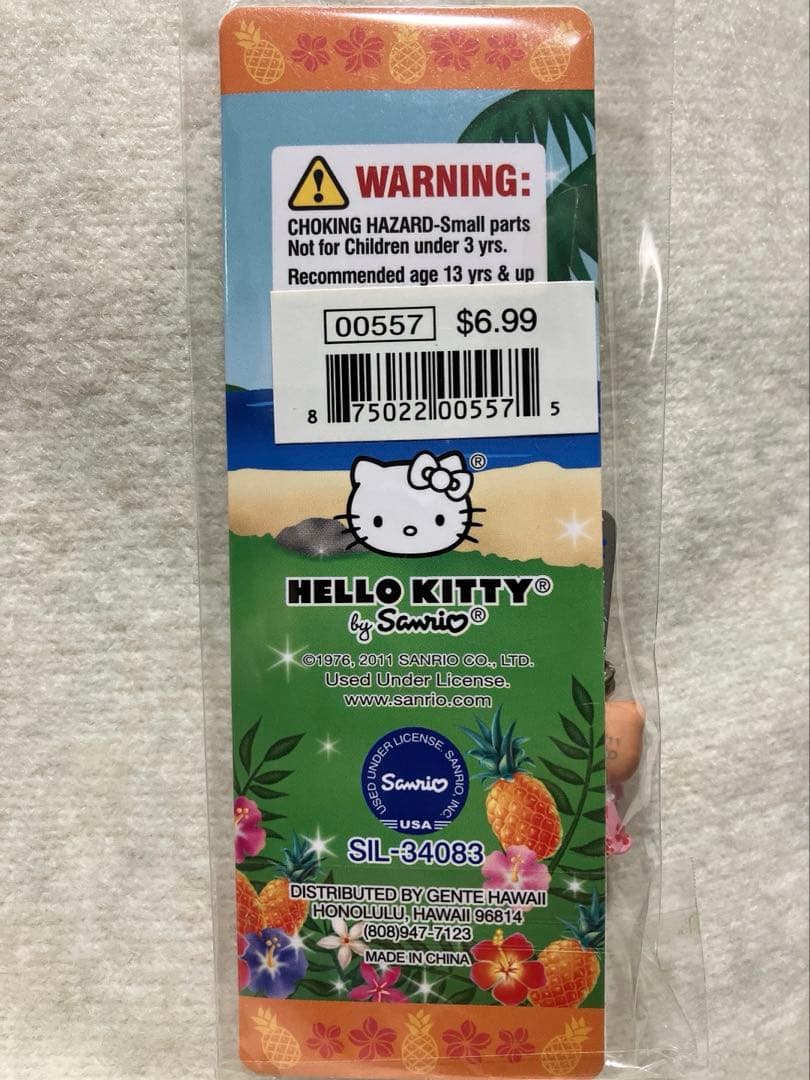 WARNING:
CHOKING HAZARD-Small parts
Not for Children under 3 yrs.
Recommended age 13 yrs & up
00557 $6.99
8 75022 00557 5
®
HELLO KITTY®
by Sanrio®
©1976, 2011 SANRIO CO., LTD.
Used Under License.
www.sanrio.com
USED UNDER LICENSE. SANRIO, INC.
Sanrio
USA
SIL-34083
DISTRIBUTED BY GENTE HAWAII
HONOLULU, HAWAII 96814
(808)947-7123
MADE IN CHINA